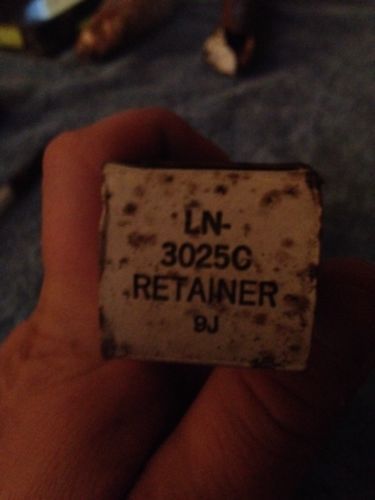 LN-
3025C
RETAINER
9J